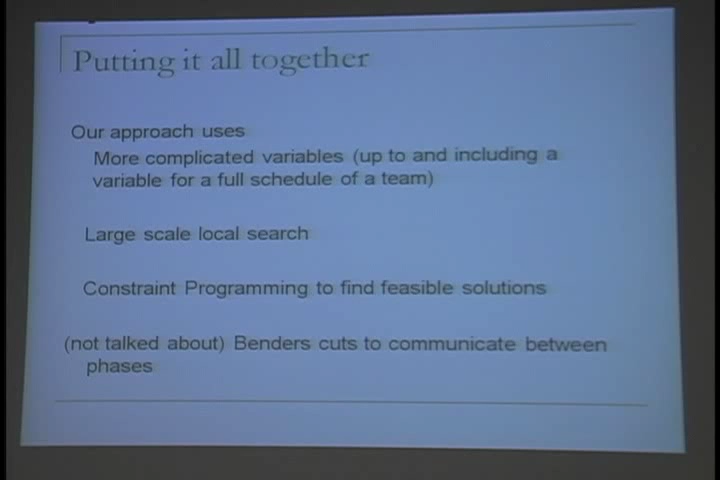 Putting it all together
Our approach uses
More complicated variables (up to and including a
variable for a full schedule of a team)
Large scale local search
Constraint Programming to find feasible solutions
(not talked about) Benders cuts to communicate between
phases